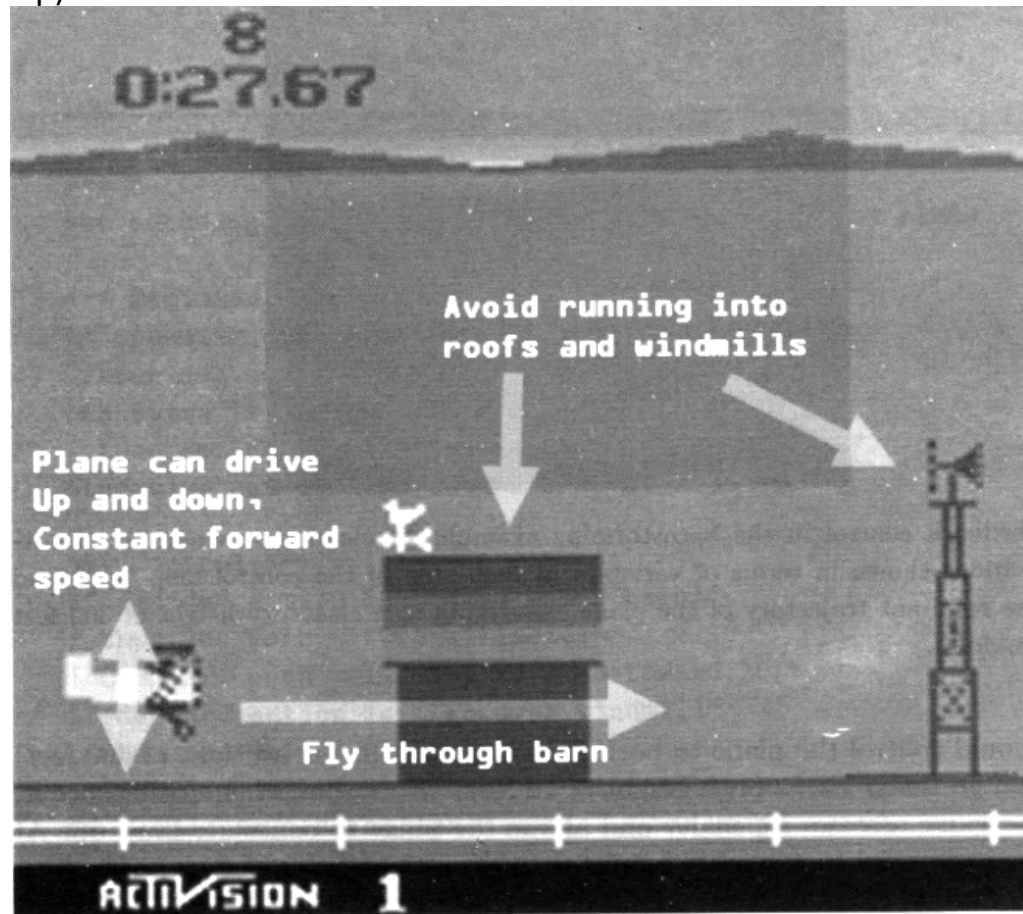 8
0:27.67
Avoid running into
roofs and windmills
Plane can drive
Up and down,
Constant forward
speed
Fly through barn
ACTIVISION 1